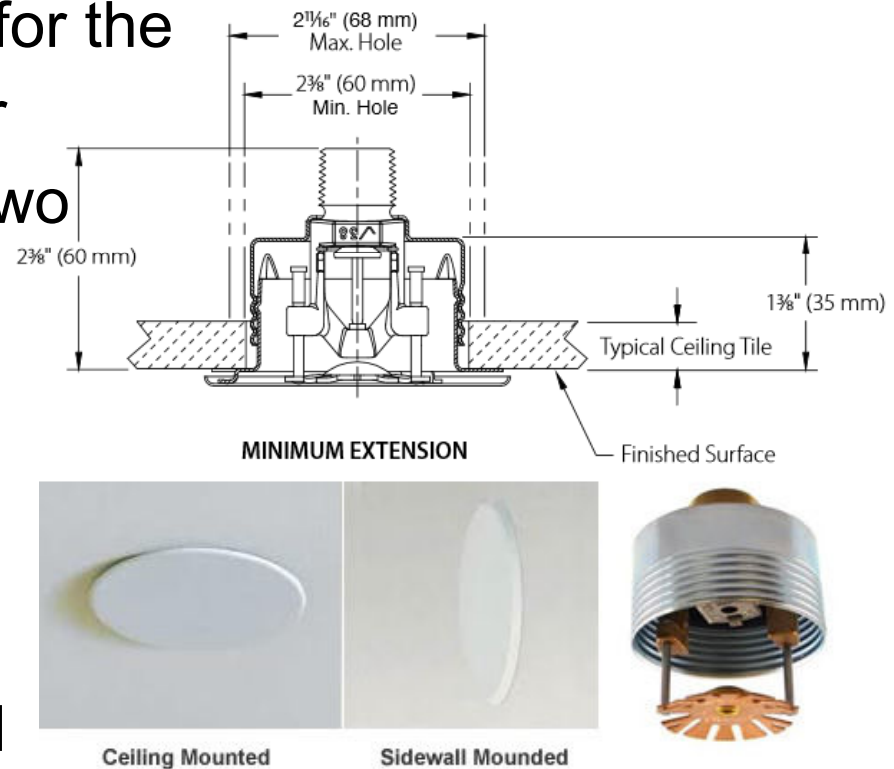 for the
2¹¹⁄₁₆" (68 mm)
Max. Hole
2⅜" (60 mm)
Min. Hole
wo
2⅜" (60 mm)
1⅜" (35 mm)
Typical Ceiling Tile
MINIMUM EXTENSION
Finished Surface
Ceiling Mounted
Sidewall Mounded